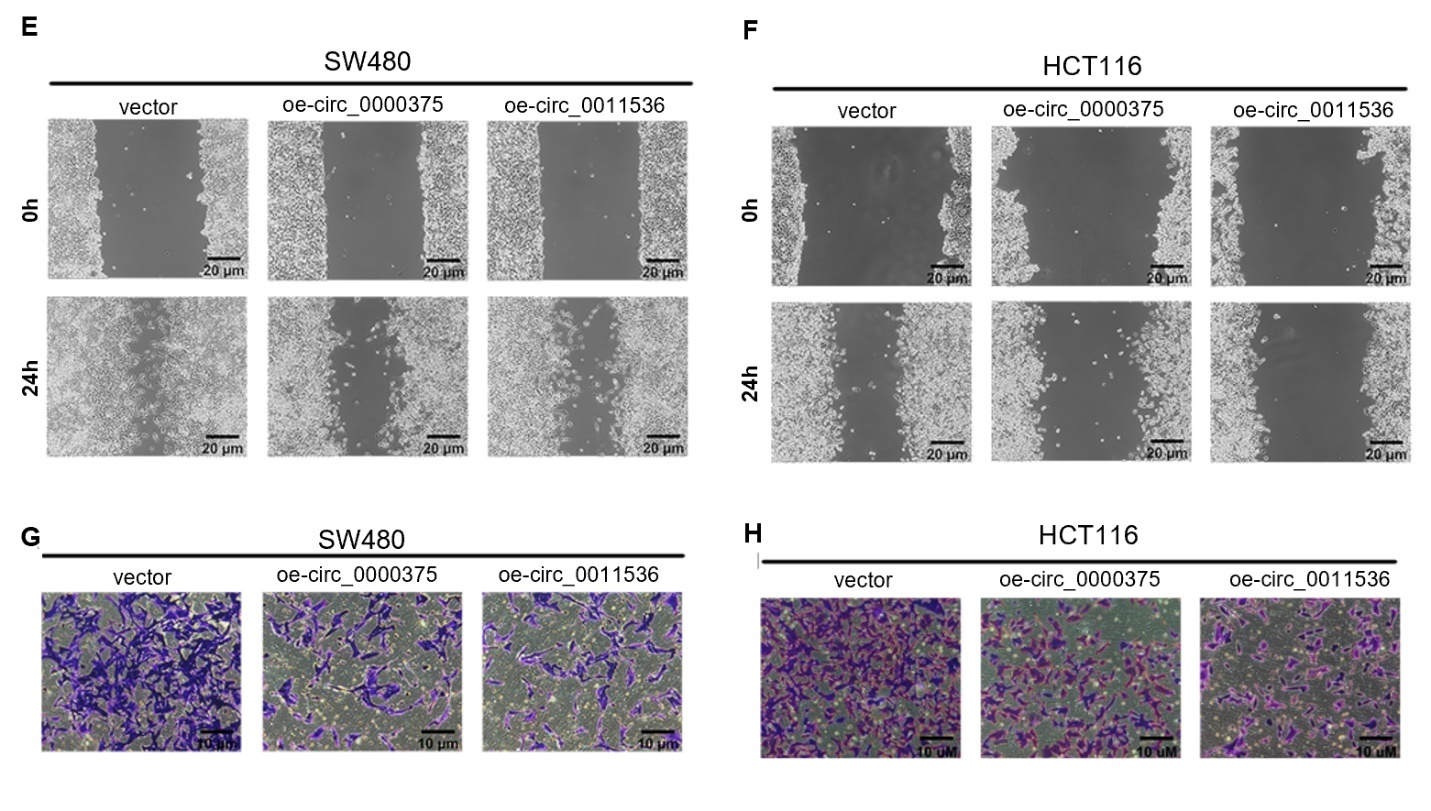 E
SW480
vector oe-circ_0000375 oe-circ_0011536
0h
20 µm 20 µm 20 µm
24h
20 µm 20 µm 20 µm
F
HCT116
vector oe-circ_0000375 oe-circ_0011536
0h
20 µm 20 µm 20 µm
24h
20 µm 20 µm 20 µm
G
SW480
vector oe-circ_0000375 oe-circ_0011536
10 µm 10 µm 10 µm
H
HCT116
vector oe-circ_0000375 oe-circ_0011536
10 uM 10 uM 10 uM